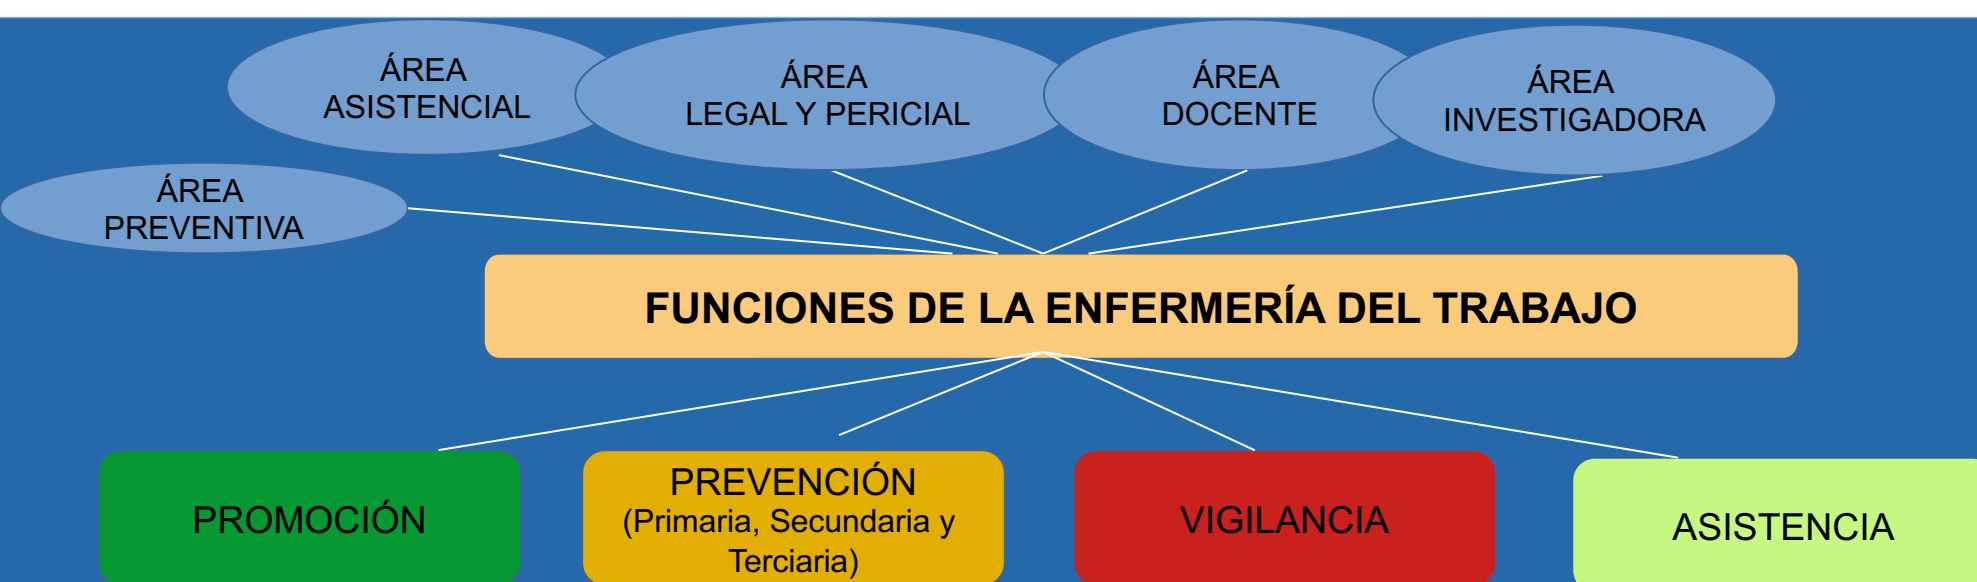 ÁREA
ASISTENCIAL
ÁREA
LEGAL Y PERICIAL
ÁREA
DOCENTE
ÁREA
INVESTIGADORA
ÁREA
PREVENTIVA
FUNCIONES DE LA ENFERMERÍA DEL TRABAJO
PROMOCIÓN
PREVENCIÓN
(Primaria, Secundaria y
Terciaria)
VIGILANCIA
ASISTENCIA